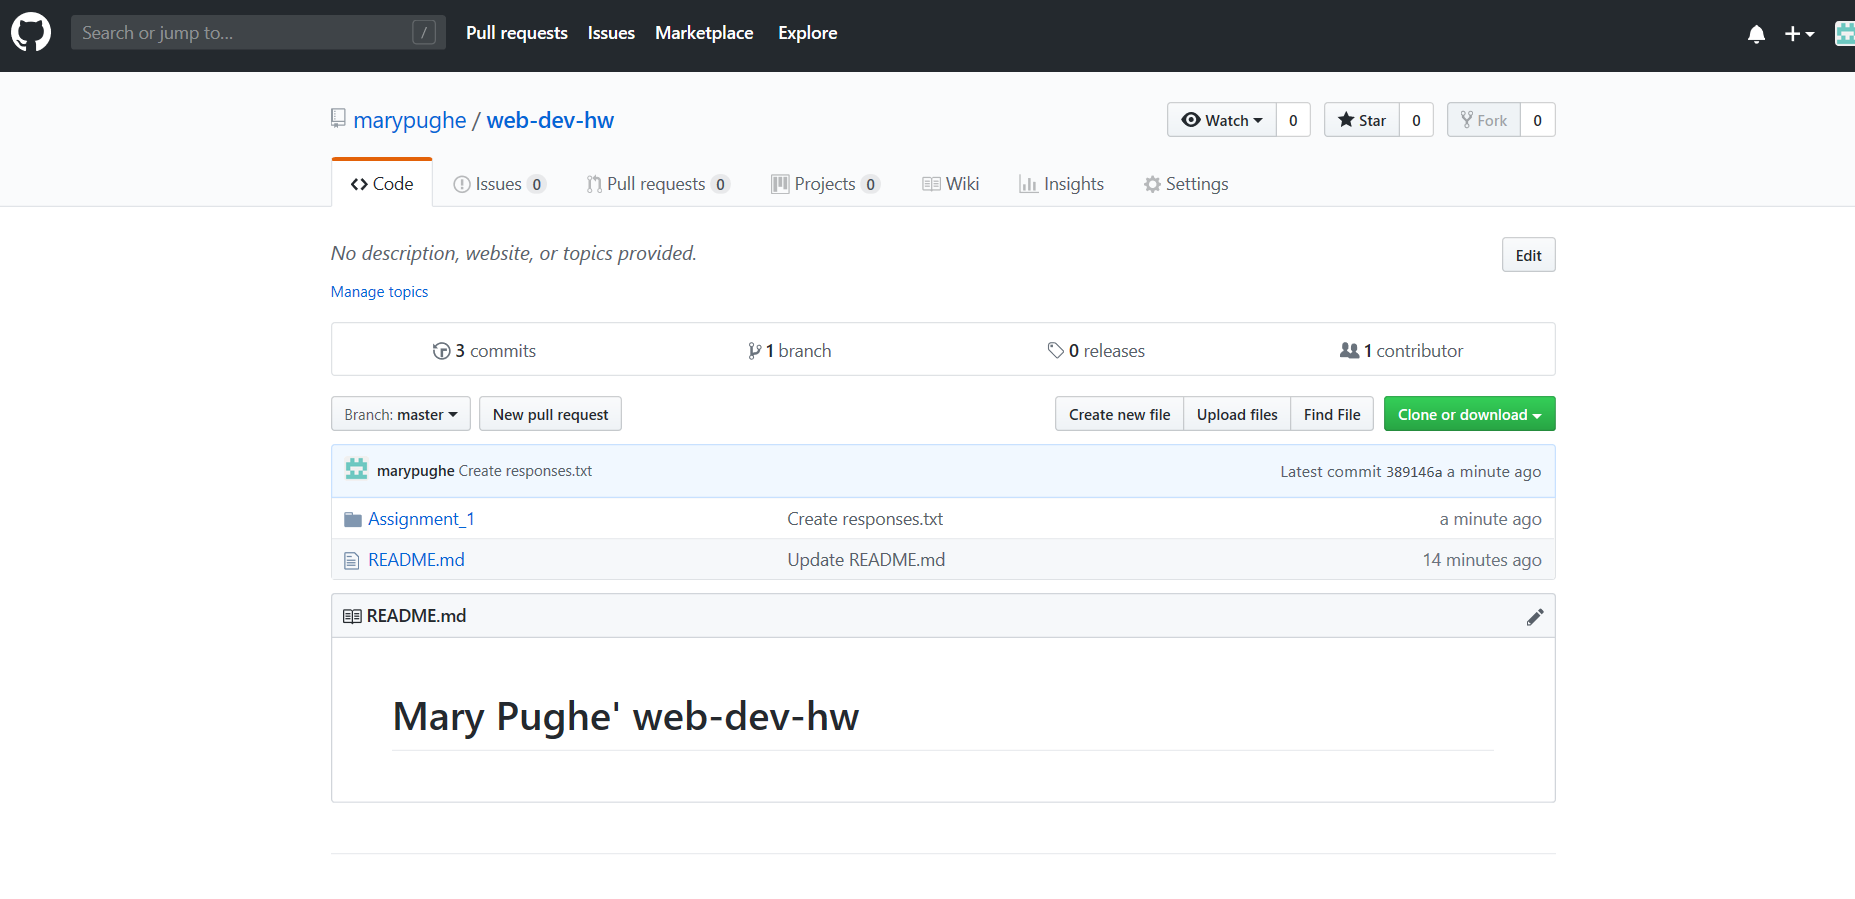 Search or jump to... /
Pull requests Issues Marketplace Explore
marypughe / web-dev-hw
Watch 0 Star 0 Fork 0
Code Issues 0 Pull requests 0 Projects 0 Wiki Insights Settings
No description, website, or topics provided.
Edit
Manage topics
3 commits 1 branch 0 releases 1 contributor
Branch: master New pull request Create new file Upload files Find File Clone or download
marypughe Create responses.txt Latest commit 389146a a minute ago
Assignment_1 Create responses.txt a minute ago
README.md Update README.md 14 minutes ago
README.md
Mary Pughe' web-dev-hw